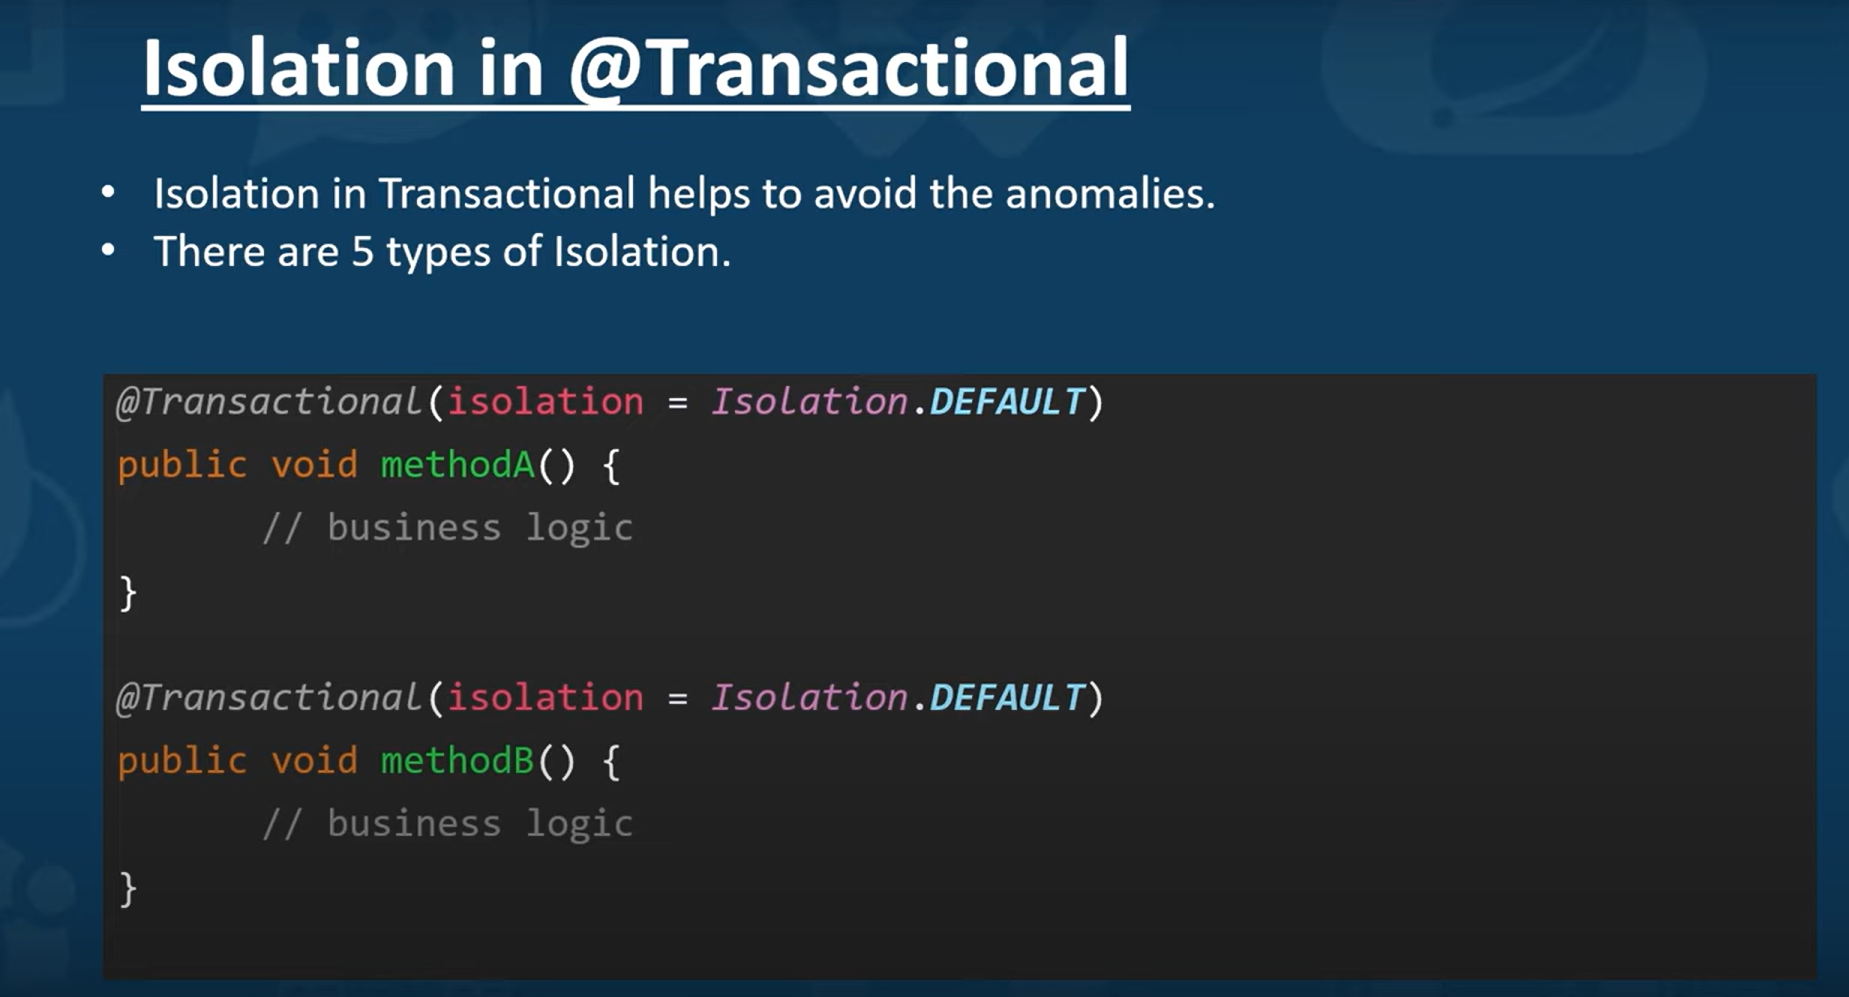 Isolation in @Transactional
• Isolation in Transactional helps to avoid the anomalies.
• There are 5 types of Isolation.
@Transactional(isolation = Isolation.DEFAULT)
public void methodA() {
// business logic
}
@Transactional(isolation = Isolation.DEFAULT)
public void methodB() {
// business logic
}